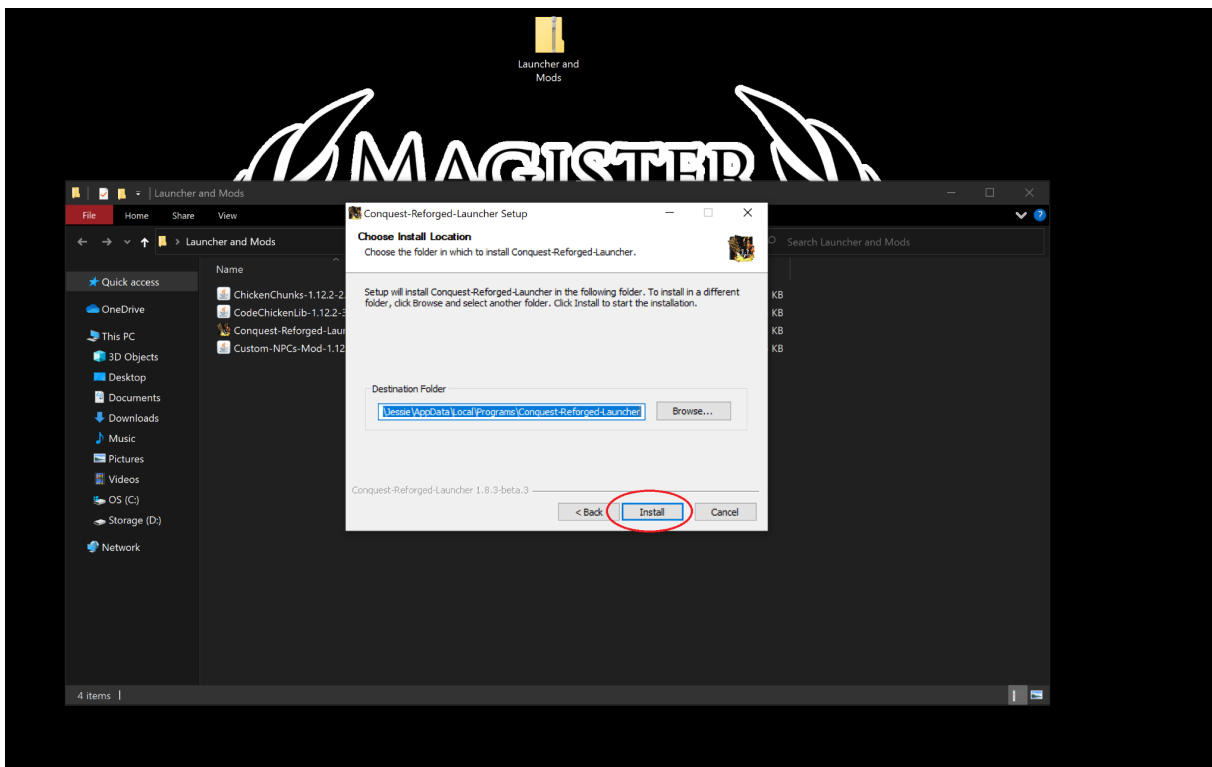 Launcher and
Mods
MAGISTER
Launcher and Mods
File Home Share View
Launcher and Mods
Search Launcher and Mods
Name
Quick access
OneDrive
This PC
3D Objects
Desktop
Documents
Downloads
Music
Pictures
Videos
OS (C:)
Storage (D:)
Network
ChickenChunks-1.12.2-2.
CodeChickenLib-1.12.2-3
Conquest-Reforged-Laun
Custom-NPCs-Mod-1.12
KB
KB
KB
KB
4 items
Conquest-Reforged-Launcher Setup
Choose Install Location
Choose the folder in which to install Conquest-Reforged-Launcher.
Setup will install Conquest-Reforged-Launcher in the following folder. To install in a different
folder, click Browse and select another folder. Click Install to start the installation.
Destination Folder
\Jessie\AppData\Local\Programs\Conquest-Reforged-Launcher
Browse...
Conquest-Reforged-Launcher 1.8.3-beta.3
< Back Install Cancel